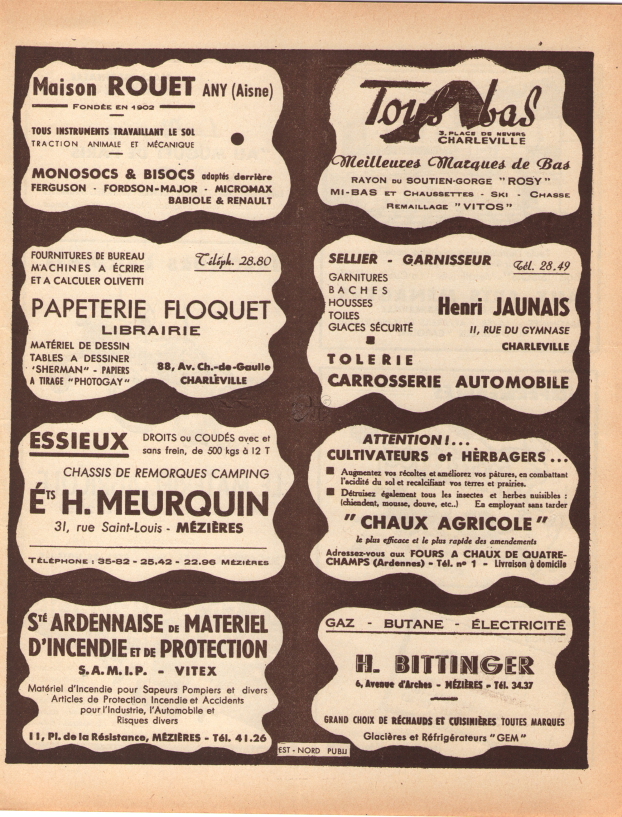 Maison ROUET ANY (Aisne)
FONDÉE EN 1902
TOUS INSTRUMENTS TRAVAILLANT LE SOL
TRACTION ANIMALE ET MÉCANIQUE
MONOSOCS & BISOCS adaptés derrière
FERGUSON - FORDSON-MAJOR - MICROMAX
BABIOLE & RENAULT
Tous bas
3, PLACE DE NEVERS
CHARLEVILLE
Meilleures Marques de Bas
RAYON DU SOUTIEN-GORGE "ROSY"
MI-BAS ET CHAUSSETTES - SKI - CHASSE
REMAILLAGE "VITOS"
FOURNITURES DE BUREAU
MACHINES A ÉCRIRE
ET A CALCULER OLIVETTI
Téléph. 28.80
PAPETERIE FLOQUET
LIBRAIRIE
MATÉRIEL DE DESSIN
TABLES A DESSINER
'SHERMAN" - PAPIERS
A TIRAGE "PHOTOGAY"
88, Av. Ch.-de-Gaulle
CHARLEVILLE
SELLIER - GARNISSEUR
Tél. 28.49
GARNITURES
BACHES
HOUSSES
TOILES
GLACES SÉCURITÉ
Henri JAUNAIS
11, RUE DU GYMNASE
CHARLEVILLE
TOLERIE
CARROSSERIE AUTOMOBILE
ESSIEUX DROITS ou COUDÉS avec et
sans frein, de 500 kgs à 12 T
CHASSIS DE REMORQUES CAMPING
Éts H. MEURQUIN
31, rue Saint-Louis - MÉZIÈRES
TÉLÉPHONE : 35-82 - 25.42 - 22.96 MÉZIÈRES
ATTENTION !...
CULTIVATEURS et HERBAGERS...
Augmentez vos récoltes et améliorez vos pâtures, en combattant
l'acidité du sol et recalcifiant vos terres et prairies.
Détruisez également tous les insectes et herbes nuisibles :
(chiendent, mousse, douve, etc..) En employant sans tarder
"CHAUX AGRICOLE"
le plus efficace et le plus rapide des amendements
Adressez-vous aux FOURS A CHAUX DE QUATRE-
CHAMPS (Ardennes) - Tél. nº 1 - Livraison à domicile
Sté ARDENNAISE DE MATERIEL
D'INCENDIE ET DE PROTECTION
S.A.M.I.P. - VITEX
Matériel d'Incendie pour Sapeurs Pompiers et divers
Articles de Protection Incendie et Accidents
pour l'Industrie, l'Automobile et
Risques divers
11, Pl. de la Résistance, MÉZIÈRES - Tél. 41.26
GAZ - BUTANE - ÉLECTRICITÉ
H. BITTINGER
6, Avenue d'Arches - MÉZIÈRES - Tél. 34.37
GRAND CHOIX DE RÉCHAUDS ET CUISINIÈRES TOUTES MARQUES
Glacières et Réfrigérateurs "GEM"
EST - NORD PUBLI